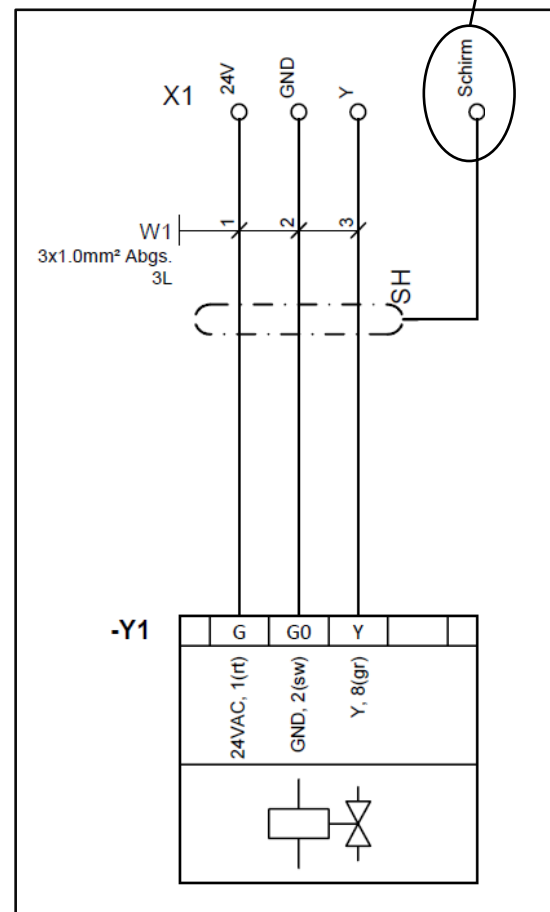 X1
24V
GND
Y
Schirm
W1
1
2
3
3x1.0mm² Abgs.
3L
SH
-Y1
G
G0
Y
24VAC, 1(rt)
GND, 2(sw)
Y, 8(gr)